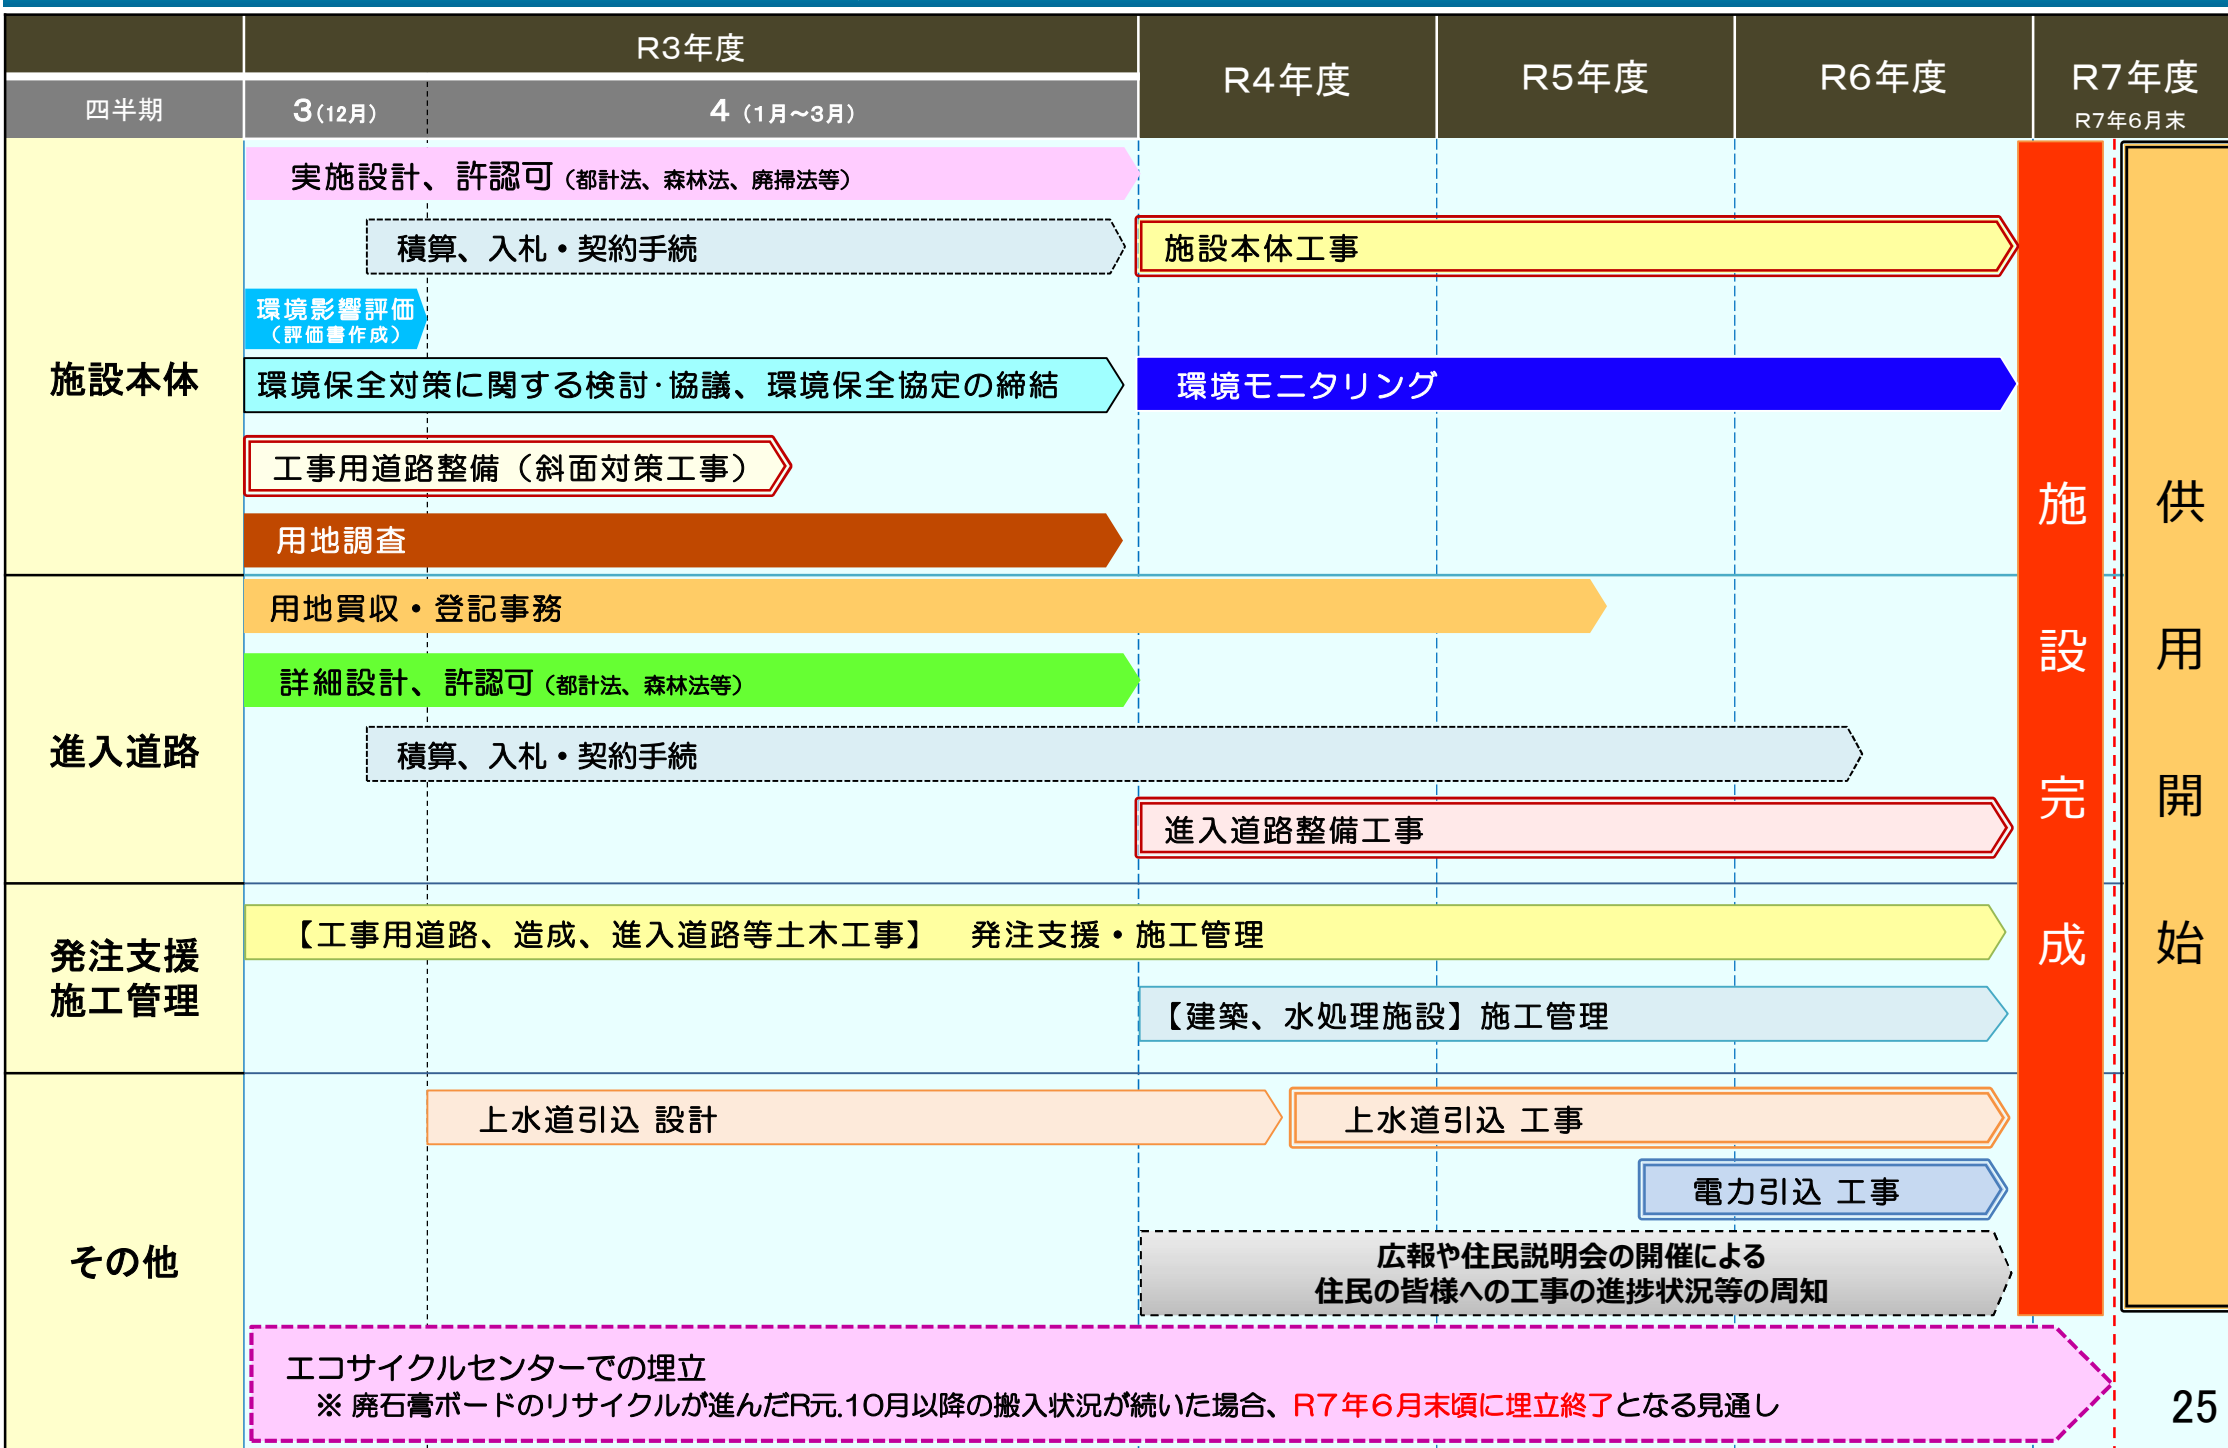 R3年度
R4年度
R5年度
R6年度
R7年度
R7年6月末
四半期
3(12月)
4（1月～3月）
施設本体
実施設計、許認可（都計法、森林法、廃掃法等）
積算、入札・契約手続
施設本体工事
環境影響評価
（評価書作成）
環境保全対策に関する検討・協議、環境保全協定の締結
環境モニタリング
工事用道路整備（斜面対策工事）
用地調査
進入道路
用地買収・登記事務
詳細設計、許認可（都計法、森林法等）
積算、入札・契約手続
進入道路整備工事
発注支援
施工管理
【工事用道路、造成、進入道路等土木工事】　発注支援・施工管理
【建築、水処理施設】施工管理
その他
上水道引込 設計
上水道引込 工事
電力引込 工事
広報や住民説明会の開催による
住民の皆様への工事の進捗状況等の周知
エコサイクルセンターでの埋立
※ 廃石膏ボードのリサイクルが進んだR元.10月以降の搬入状況が続いた場合、R7年6月末頃に埋立終了となる見通し
施設完成
供用開始
25